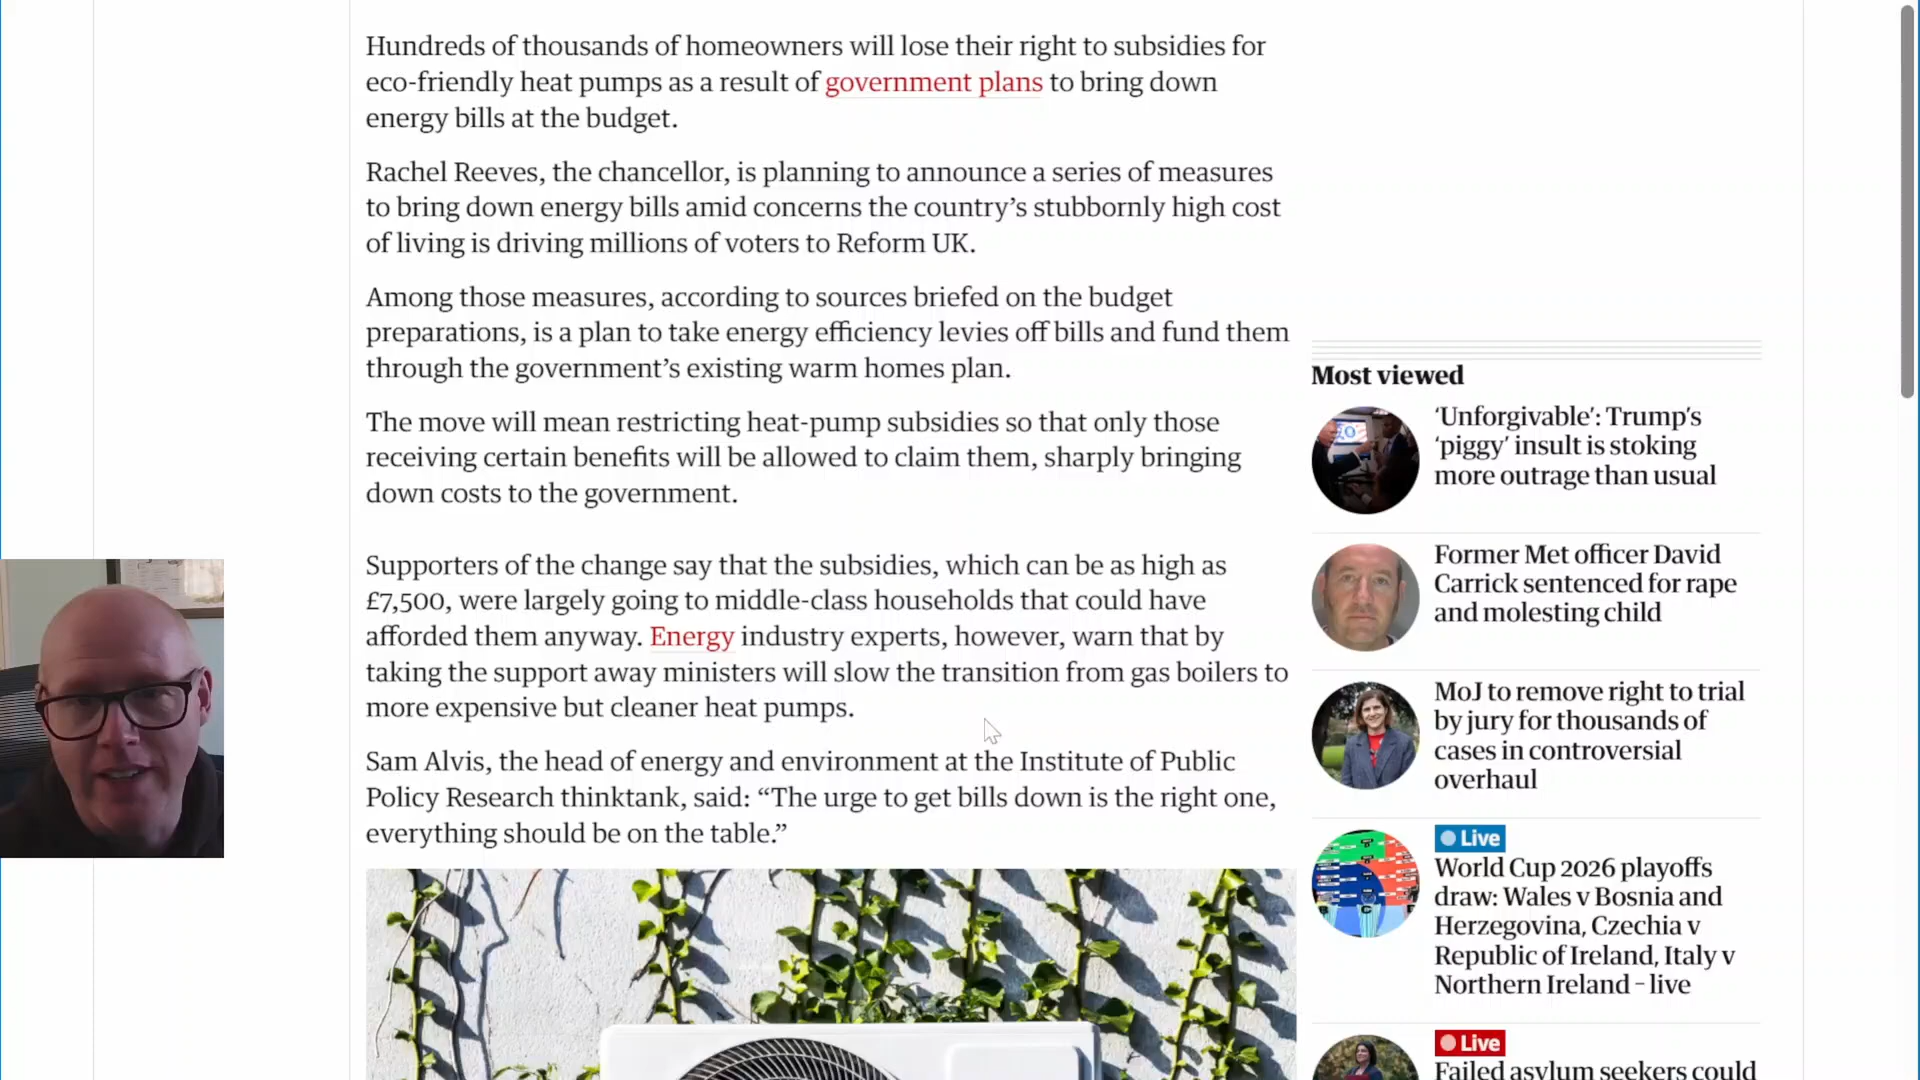 Hundreds of thousands of homeowners will lose their right to subsidies for
eco-friendly heat pumps as a result of government plans to bring down
energy bills at the budget.
Rachel Reeves, the chancellor, is planning to announce a series of measures
to bring down energy bills amid concerns the country’s stubbornly high cost
of living is driving millions of voters to Reform UK.
Among those measures, according to sources briefed on the budget
preparations, is a plan to take energy efficiency levies off bills and fund them
through the government’s existing warm homes plan.
The move will mean restricting heat-pump subsidies so that only those
receiving certain benefits will be allowed to claim them, sharply bringing
down costs to the government.
Supporters of the change say that the subsidies, which can be as high as
£7,500, were largely going to middle-class households that could have
afforded them anyway. Energy industry experts, however, warn that by
taking the support away ministers will slow the transition from gas boilers to
more expensive but cleaner heat pumps.
Sam Alvis, the head of energy and environment at the Institute of Public
Policy Research thinktank, said: “The urge to get bills down is the right one,
everything should be on the table.”
Most viewed
‘Unforgivable’: Trump’s
‘piggy’ insult is stoking
more outrage than usual
Former Met officer David
Carrick sentenced for rape
and molesting child
MoJ to remove right to trial
by jury for thousands of
cases in controversial
overhaul
Live
World Cup 2026 playoffs
draw: Wales v Bosnia and
Herzegovina, Czechia v
Republic of Ireland, Italy v
Northern Ireland – live
Live
Failed asylum seekers could